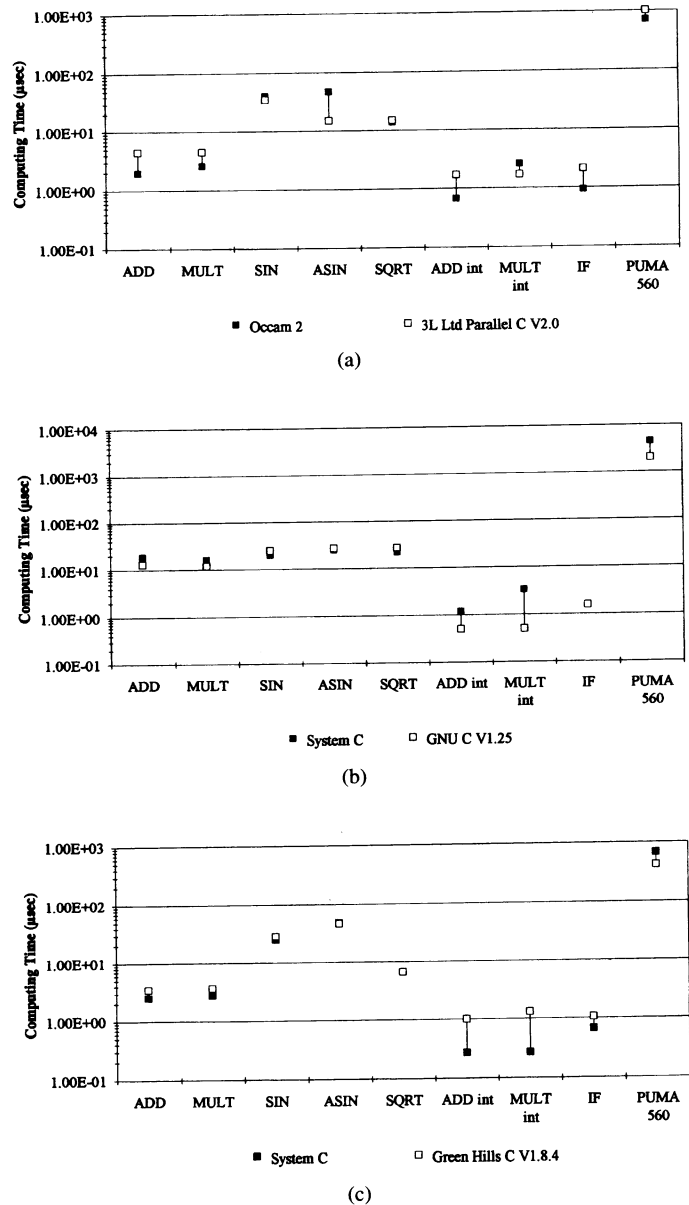 1.00E+03
1.00E+02
1.00E+01
1.00E+00
1.00E-01
Computing Time (µsec)
ADD MULT SIN ASIN SQRT ADD int MULT int IF PUMA 560
■ Occam 2 □ 3L Ltd Parallel C V2.0
(a)
1.00E+04
1.00E+03
1.00E+02
1.00E+01
1.00E+00
1.00E-01
Computing Time (µsec)
ADD MULT SIN ASIN SQRT ADD int MULT int IF PUMA 560
■ System C □ GNU C V1.25
(b)
1.00E+03
1.00E+02
1.00E+01
1.00E+00
1.00E-01
Computing Time (µsec)
ADD MULT SIN ASIN SQRT ADD int MULT int IF PUMA 560
■ System C □ Green Hills C V1.8.4
(c)